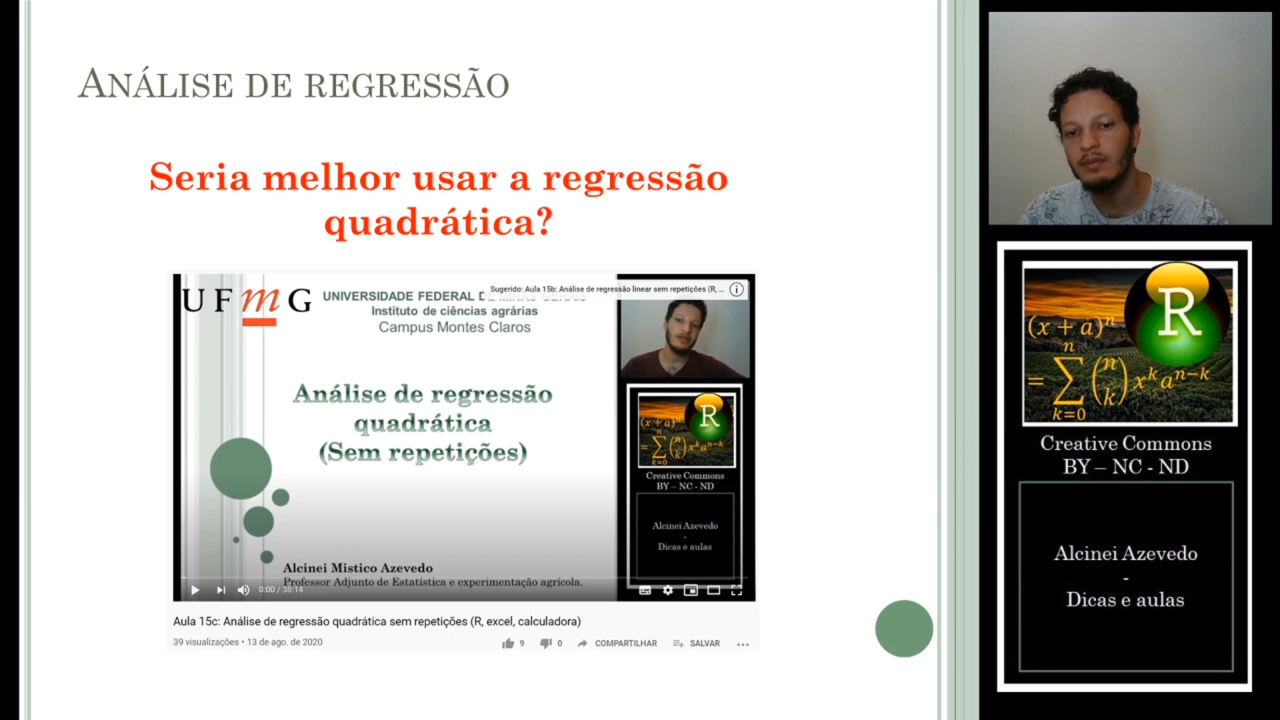 ANÁLISE DE REGRESSÃO
Seria melhor usar a regressão
quadrática?
UFmG
UNIVERSIDADE FEDERAL
Sugerido: Aula 15b: Análise de regressão linear sem repetições (R, ...
Instituto de ciências agrárias
Campus Montes Claros
Análise de regressão
quadrática
(Sem repetições)
(x + a)^n
= ∑ n k=0 (n k) x^k a^n-k
R
Creative Commons
BY – NC - ND
Alcinei Azevedo
-
Dicas e aulas
Alcinei Mistico Azevedo
Professor Adjunto de Estatística e experimentação agrícola.
0:00 / 38:14
Aula 15c: Análise de regressão quadrática sem repetições (R, excel, calculadora)
39 visualizações • 13 de ago. de 2020
9
0
COMPARTILHAR
SALVAR
(x + a)^n
= ∑ n k=0 (n k) x^k a^n-k
R
Creative Commons
BY – NC - ND
Alcinei Azevedo
-
Dicas e aulas